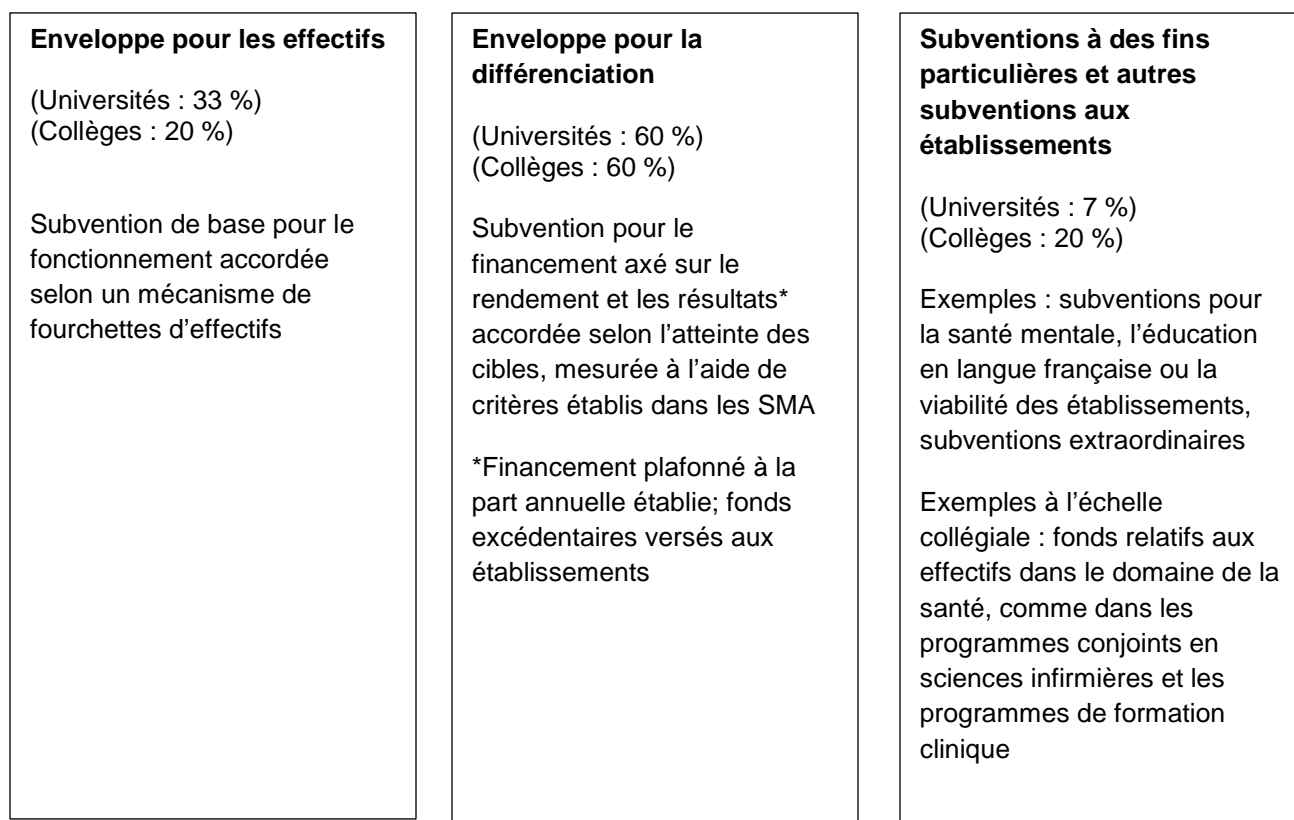 Enveloppe pour les effectifs
(Universités : 33 %)
(Collèges : 20 %)
Subvention de base pour le
fonctionnement accordée
selon un mécanisme de
fourchettes d’effectifs
Enveloppe pour la
différenciation
(Universités : 60 %)
(Collèges : 60 %)
Subvention pour le
financement axé sur le
rendement et les résultats*
accordée selon l’atteinte des
cibles, mesurée à l’aide de
critères établis dans les SMA
*Financement plafonné à la
part annuelle établie; fonds
excédentaires versés aux
établissements
Subventions à des fins
particulières et autres
subventions aux
établissements
(Universités : 7 %)
(Collèges : 20 %)
Exemples : subventions pour
la santé mentale, l’éducation
en langue française ou la
viabilité des établissements,
subventions extraordinaires
Exemples à l’échelle
collégiale : fonds relatifs aux
effectifs dans le domaine de la
santé, comme dans les
programmes conjoints en
sciences infirmières et les
programmes de formation
clinique